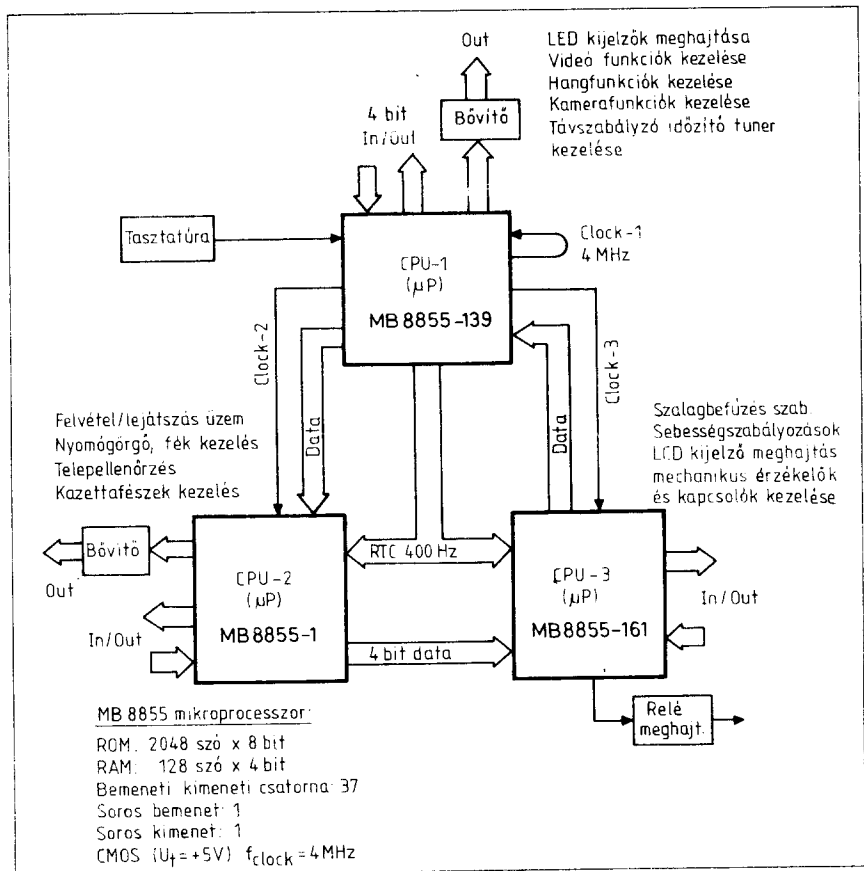 Out
LED kijelzők meghajtása
Videó funkciók kezelése
Hangfunkciók kezelése
Kamerafunkciók kezelése
Távszabályzó időzítő tuner
kezelése
4 bit
In/Out
Bővítő
Tasztatúra
CPU-1
(µP)
MB 8855-139
Clock-1
4 MHz
Clock-2
Data
Data
Clock-3
Felvétel/lejátszás üzem
Nyomógörgő, fék kezelés
Telepellenőrzés
Kazettafészek kezelés
Szalagbefűzés szab.
Sebességszabályozások
LCD kijelző meghajtás
mechanikus érzékelők
és kapcsolók kezelése
Bővítő
Out
In/Out
CPU-2
(µP)
MB 8855-1
RTC 400 Hz
4 bit data
CPU-3
(µP)
MB 8855-161
In/Out
Relé
meghajt.
MB 8855 mikroprocesszor:
ROM: 2048 szó x 8 bit
RAM: 128 szó x 4 bit
Bemeneti kimeneti csatorna: 37
Soros bemenet: 1
Soros kimenet: 1
CMOS (Ut=+5V) fclock=4MHz